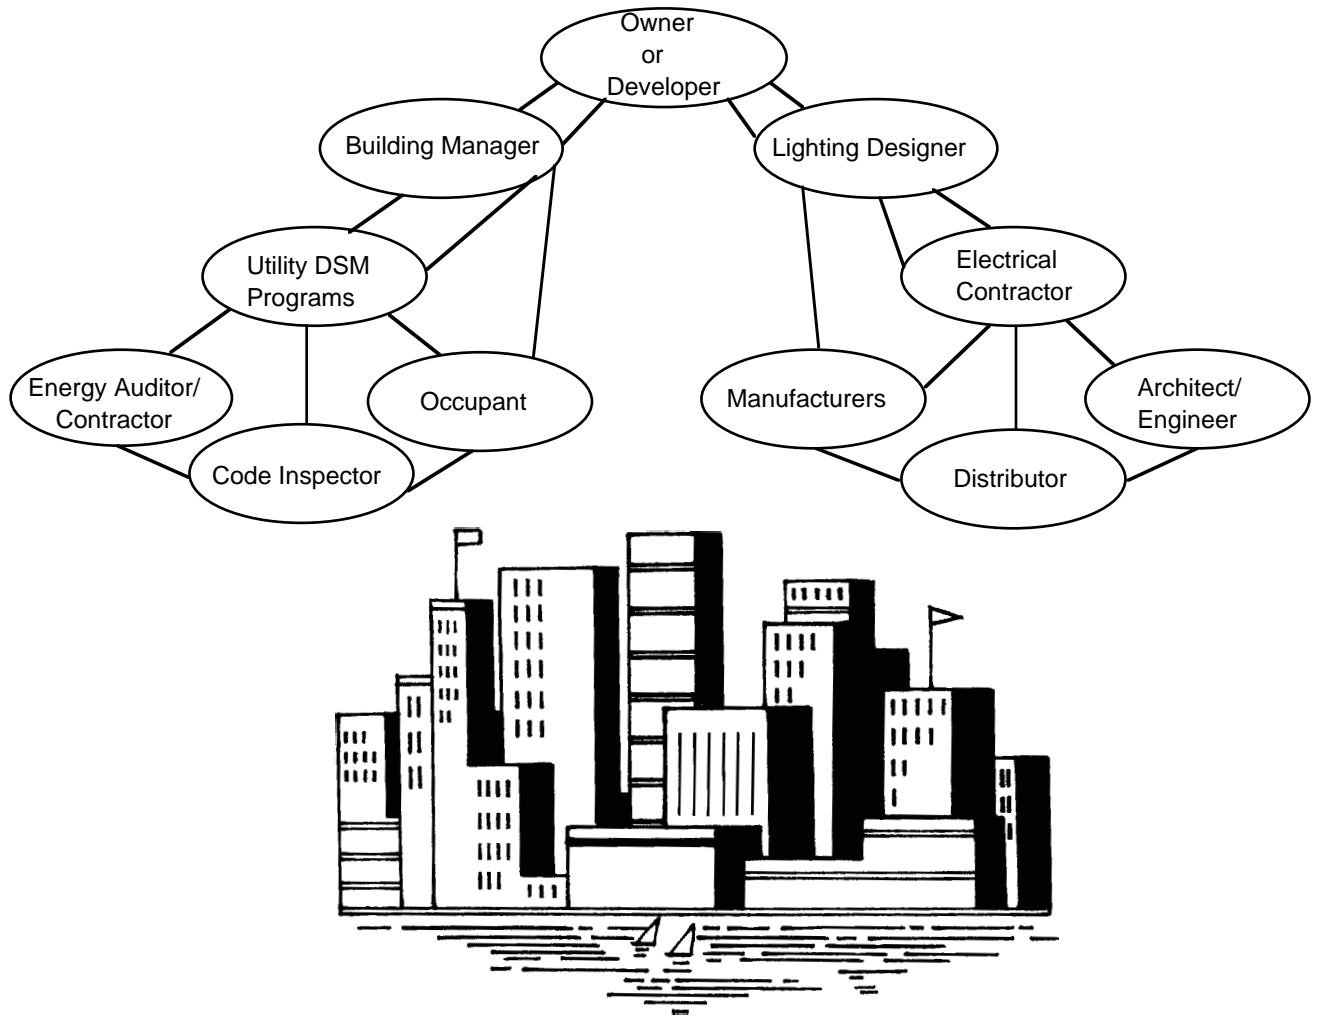 Owner
or
Developer
Building Manager
Lighting Designer
Utility DSM
Programs
Electrical
Contractor
Energy Auditor/
Contractor
Occupant
Manufacturers
Architect/
Engineer
Code Inspector
Distributor